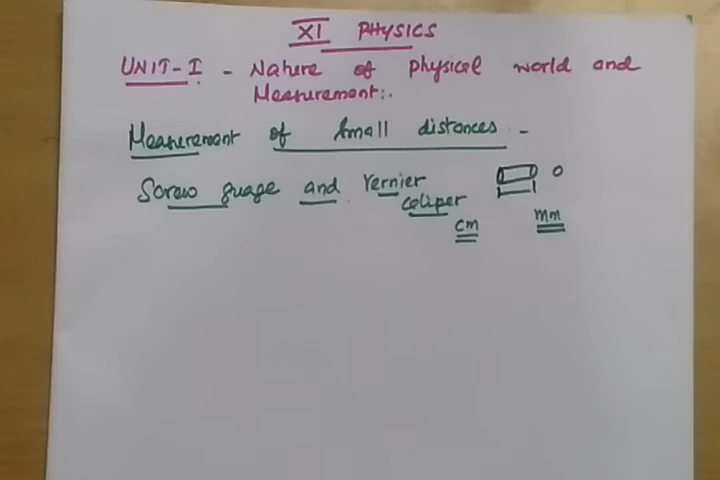 XI PHYSICS
UNIT-I - Nature of physical world and
Measurement:.
Measurement of small distances -
Screw guage and Vernier
caliper
cm mm